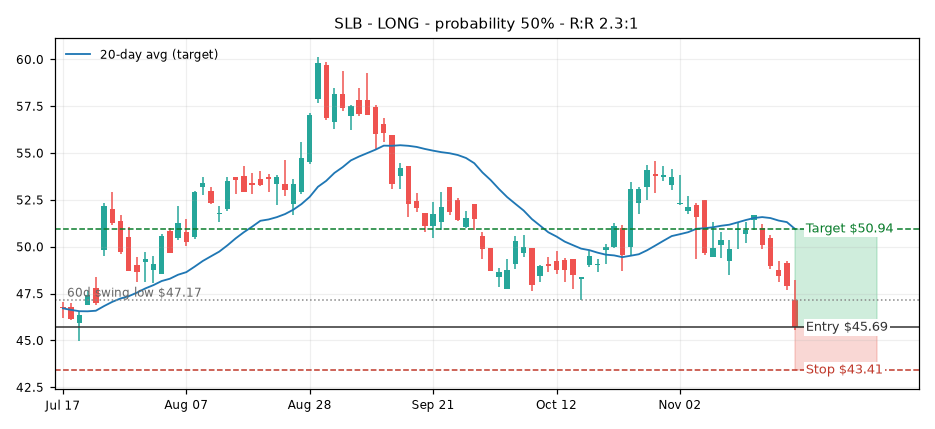 SLB - LONG - probability 50% - R:R 2.3:1
20-day avg (target)
60.0
57.5
55.0
52.5
50.0
47.5
45.0
42.5
Target $50.94
60d swing low $47.17
Entry $45.69
Stop $43.41
Jul 17
Aug 07
Aug 28
Sep 21
Oct 12
Nov 02